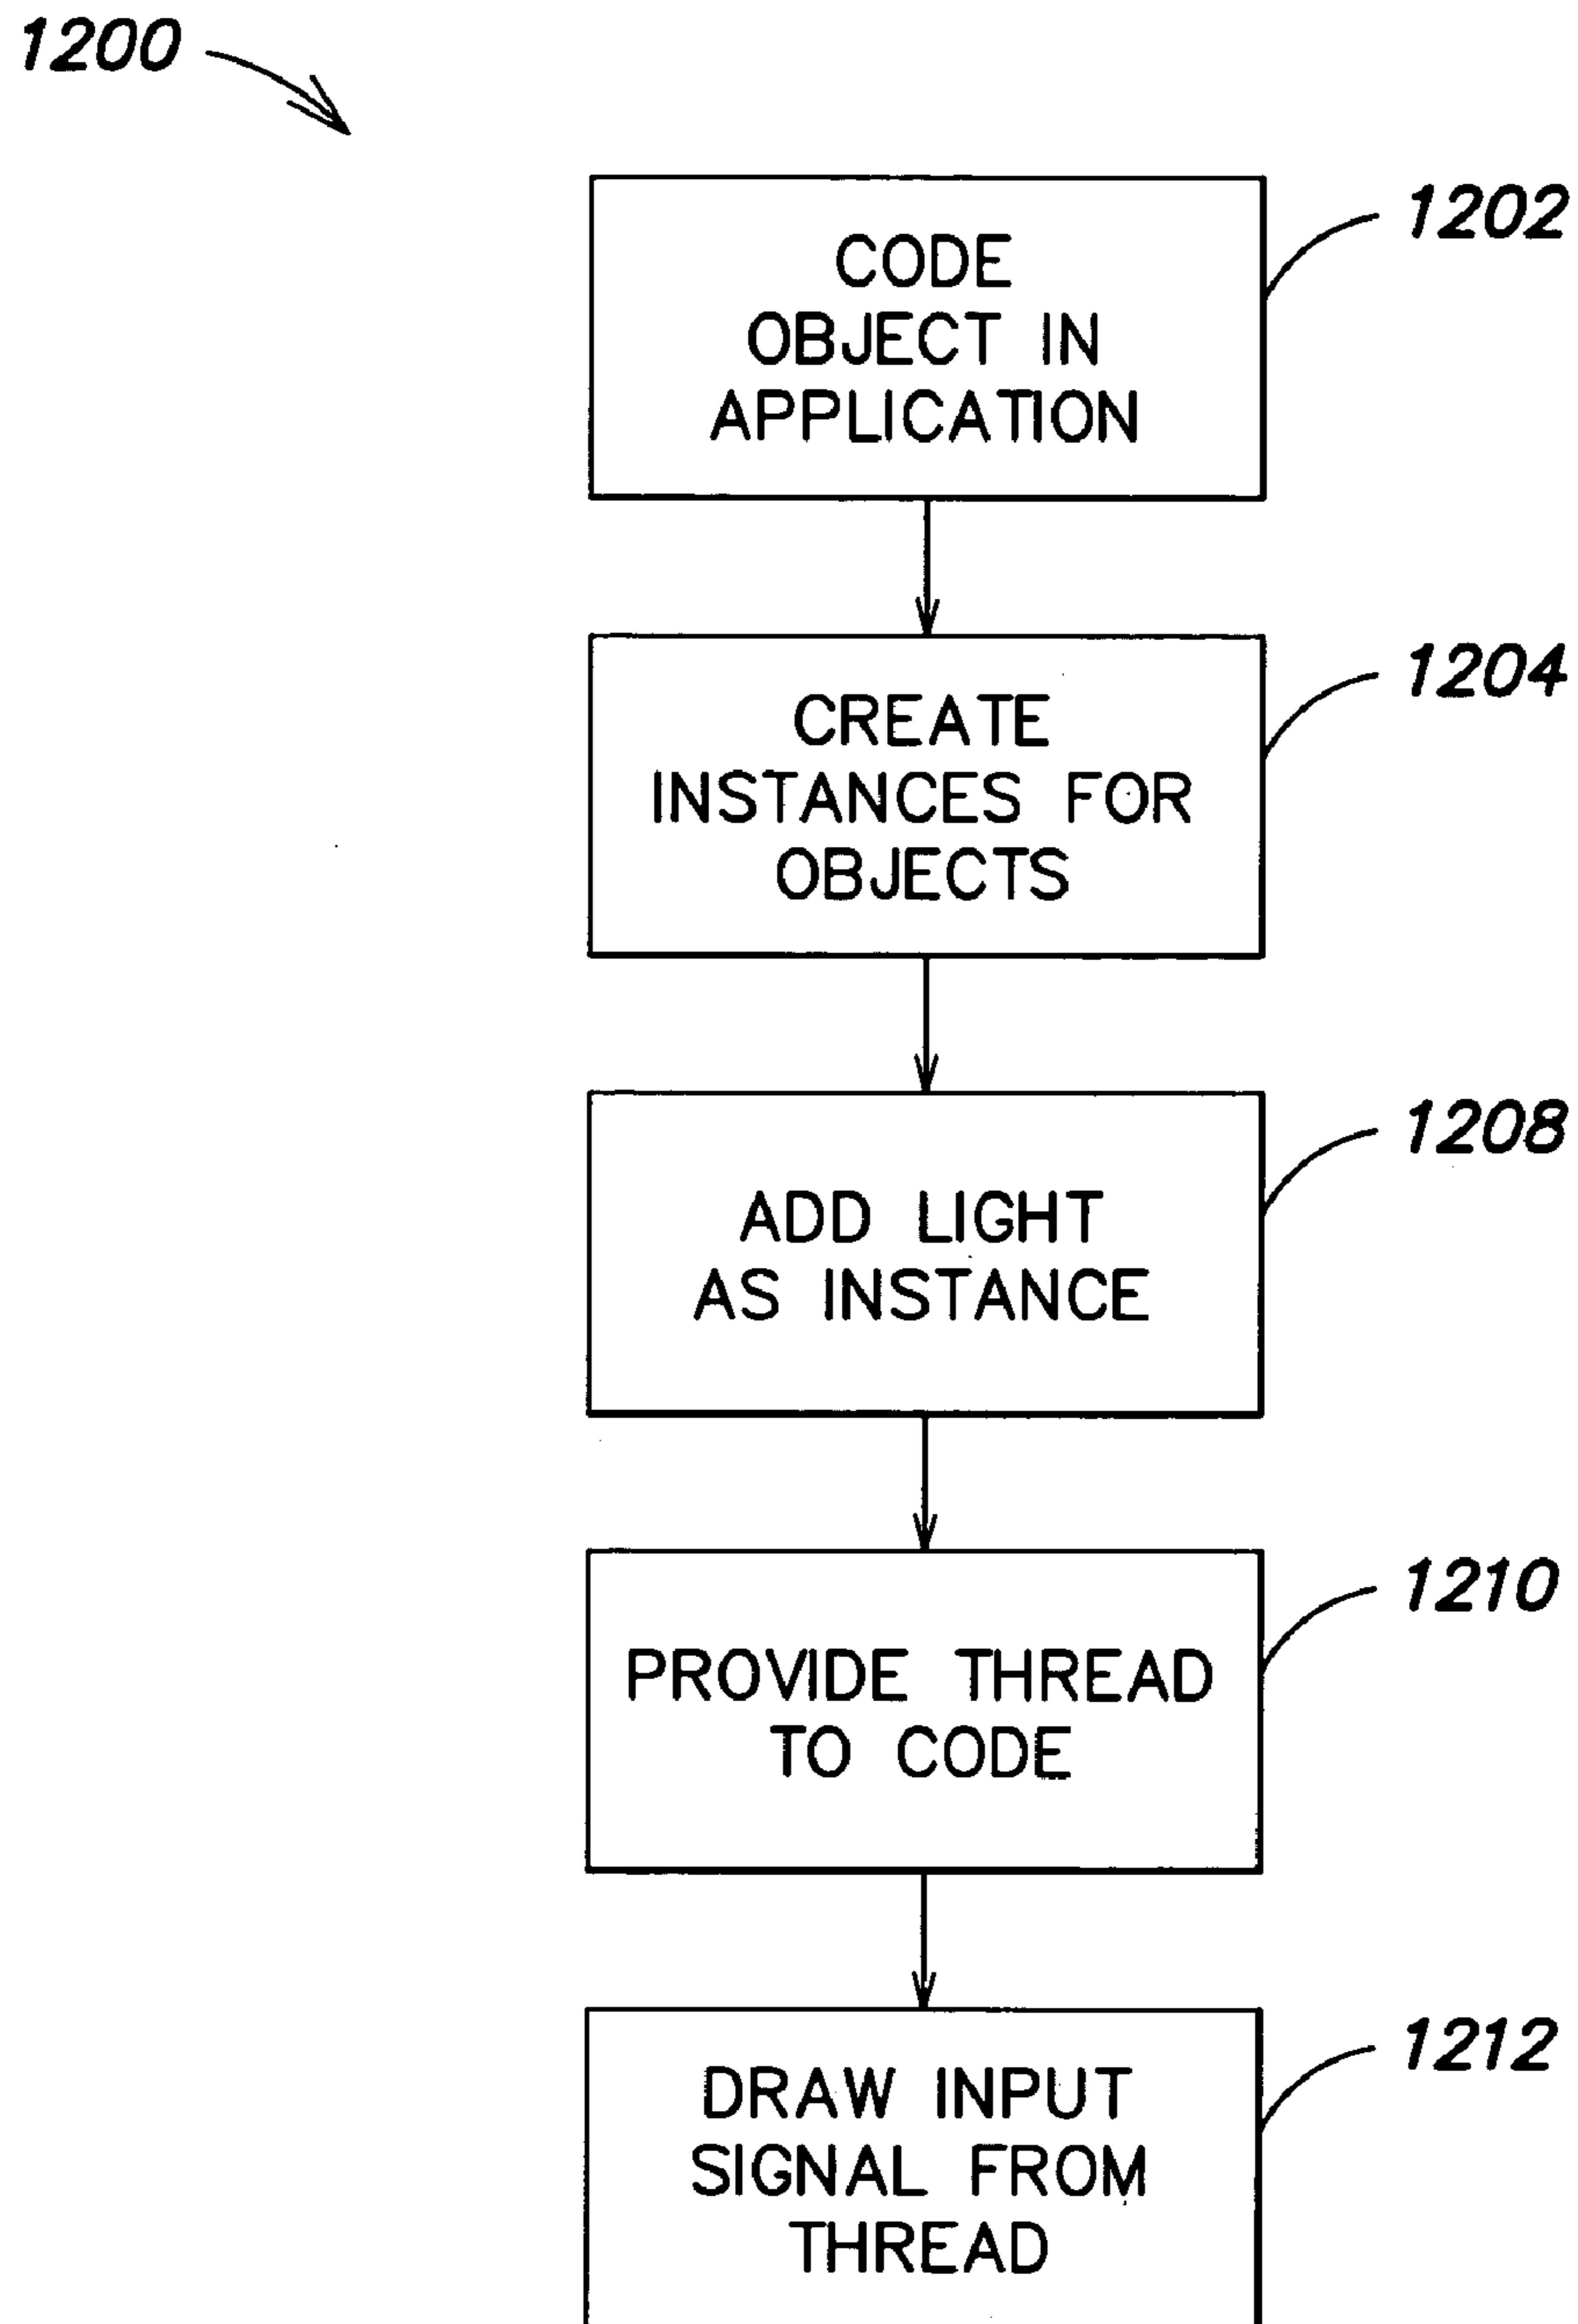 1200
CODE
OBJECT IN
APPLICATION
1202
CREATE
INSTANCES FOR
OBJECTS
1204
ADD LIGHT
AS INSTANCE
1208
PROVIDE THREAD
TO CODE
1210
DRAW INPUT
SIGNAL FROM
THREAD
1212